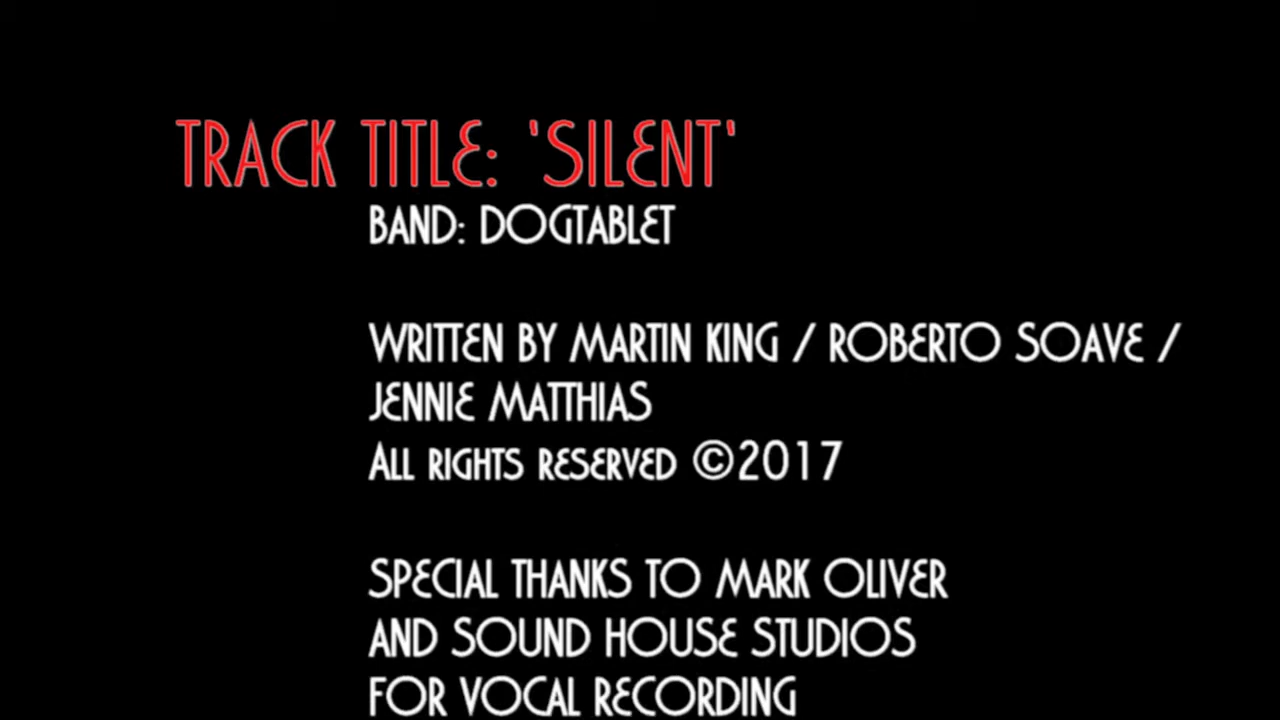 TRACK TITLE: 'SILENT'
BAND: DOGTABLET
WRITTEN BY MARTIN KING / ROBERTO SOAVE /
JENNIE MATTHIAS
ALL RIGHTS RESERVED ©2017
SPECIAL THANKS TO MARK OLIVER
AND SOUND HOUSE STUDIOS
FOR VOCAL RECORDING